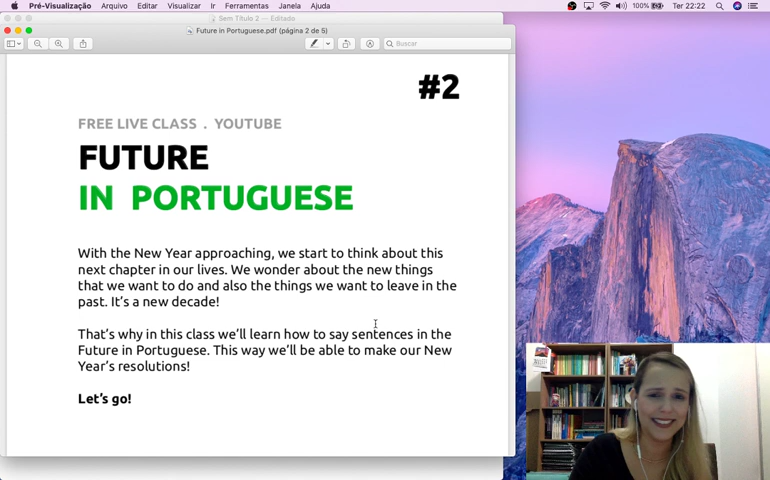 Pré-Visualização Arquivo Editar Visualizar Ir Ferramentas Janela Ajuda 100% Ter 22:22
Sem Título 2 — Editado
Future in Portuguese.pdf (página 2 de 5)
Buscar
#2
FREE LIVE CLASS . YOUTUBE
FUTURE
IN PORTUGUESE
With the New Year approaching, we start to think about this
next chapter in our lives. We wonder about the new things
that we want to do and also the things we want to leave in the
past. It's a new decade!
That's why in this class we'll learn how to say sentences in the
Future in Portuguese. This way we'll be able to make our New
Year's resolutions!
Let's go!